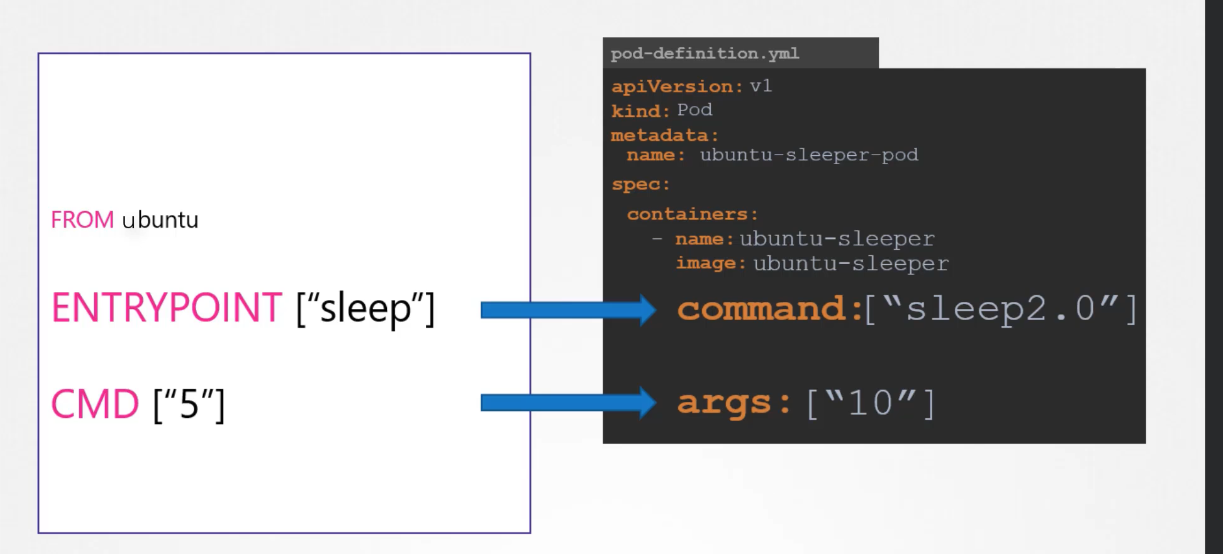 FROM ubuntu
ENTRYPOINT [“sleep”]
CMD [“5”]
pod-definition.yml
apiVersion: v1
kind: Pod
metadata:
  name: ubuntu-sleeper-pod
spec:
  containers:
    - name: ubuntu-sleeper
      image: ubuntu-sleeper
      command:[“sleep2.0”]
      args: [“10”]